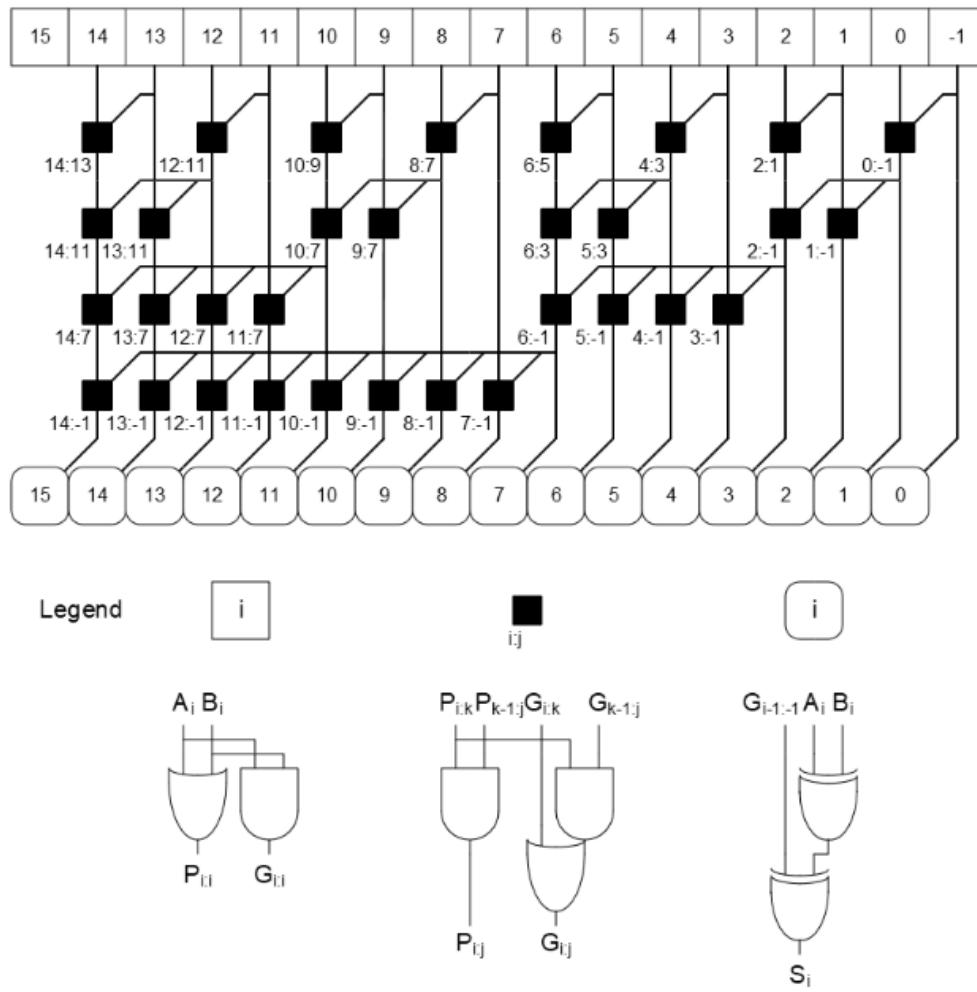 15 14 13 12 11 10 9 8 7 6 5 4 3 2 1 0 -1
14:13 12:11 10:9 8:7 6:5 4:3 2:1 0:-1
14:11 13:11 10:7 9:7 6:3 5:3 2:-1 1:-1
14:7 13:7 12:7 11:7 6:-1 5:-1 4:-1 3:-1
14:-1 13:-1 12:-1 11:-1 10:-1 9:-1 8:-1 7:-1
15 14 13 12 11 10 9 8 7 6 5 4 3 2 1 0
Legend i i:j i
Ai Bi Pi:k Pk-1:j Gi:k Gk-1:j Gi-1:-1 Ai Bi
Pi:i Gi:i
Pi:j Gi:j
Si